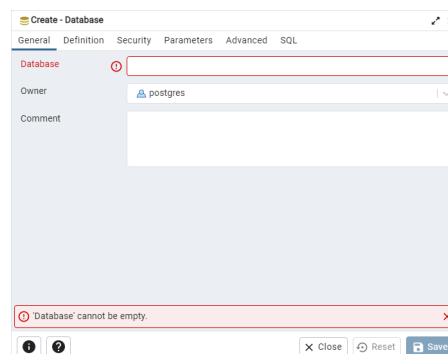 Create - Database
General Definition Security Parameters Advanced SQL
Database
Owner postgres
Comment
'Database' cannot be empty.
Close Reset Save